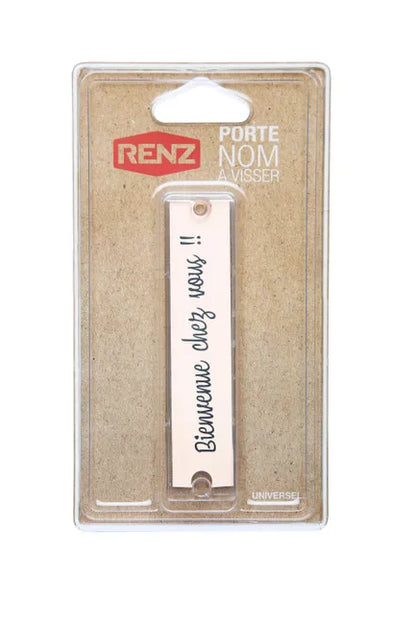 RENZ
PORTE
NOM
A VISSER
Bienvenue chez vous !!
UNIVERSEL